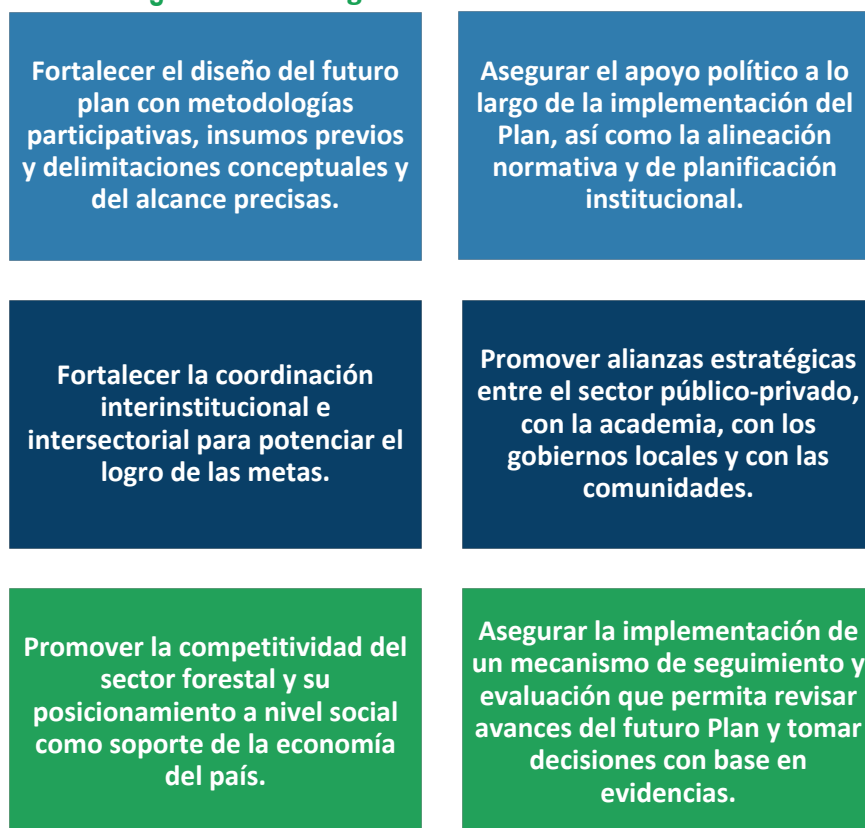 Fortalecer el diseño del futuro
plan con metodologías
participativas, insumos previos
y delimitaciones conceptuales y
del alcance precisas.
Asegurar el apoyo político a lo
largo de la implementación del
Plan, así como la alineación
normativa y de planificación
institucional.
Fortalecer la coordinación
interinstitucional e
intersectorial para potenciar el
logro de las metas.
Promover alianzas estratégicas
entre el sector público-privado,
con la academia, con los
gobiernos locales y con las
comunidades.
Promover la competitividad del
sector forestal y su
posicionamiento a nivel social
como soporte de la economía
del país.
Asegurar la implementación de
un mecanismo de seguimiento y
evaluación que permita revisar
avances del futuro Plan y tomar
decisiones con base en
evidencias.